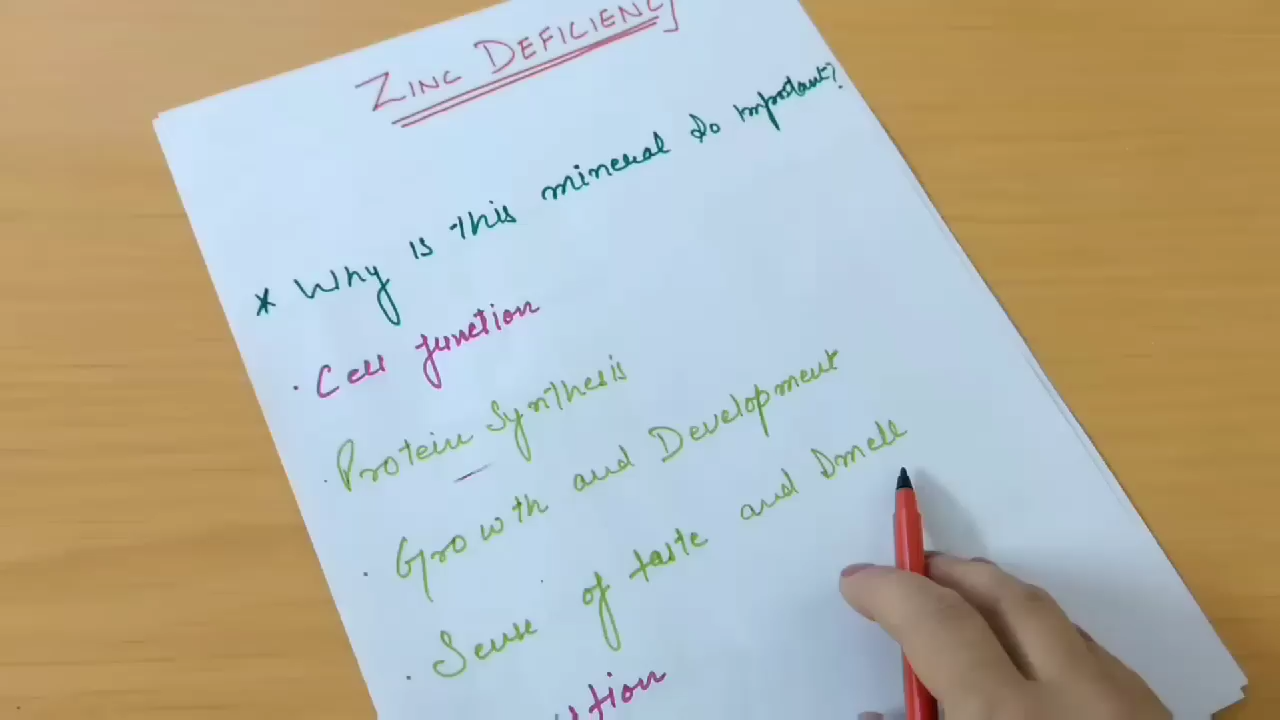 ZINC DEFICIENCY
* Why is this mineral so important?
· Cell function
· Protein Synthesis
· Growth and Development
· Sense of taste and Smell